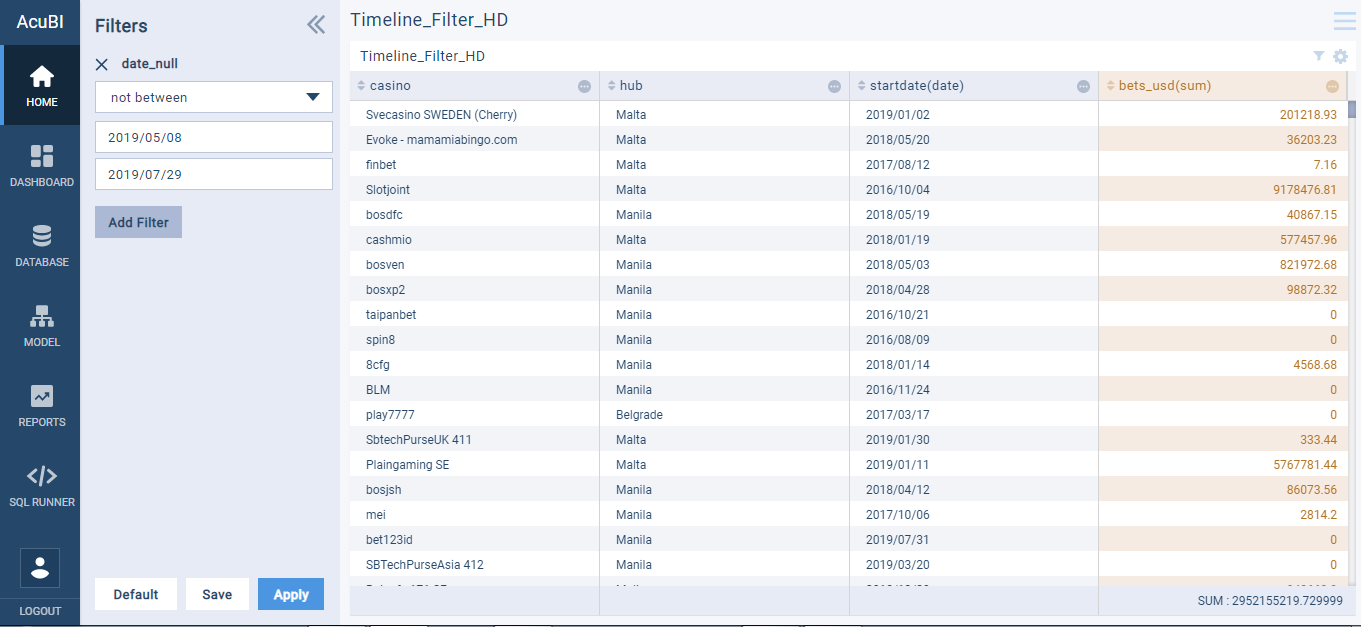 AcuBI
HOME
DASHBOARD
DATABASE
MODEL
REPORTS
SQL RUNNER
LOGOUT
Filters
date_null
not between
2019/05/08
2019/07/29
Add Filter
Default Save Apply
Timeline_Filter_HD
Timeline_Filter_HD
casino hub startdate(date) bets_usd(sum)
Svecasino SWEDEN (Cherry) Malta 2019/01/02 201218.93
Evoke - mamamiabingo.com Malta 2018/05/20 36203.23
finbet Malta 2017/08/12 7.16
Slotjoint Malta 2016/10/04 9178476.81
bosdfc Manila 2018/05/19 40867.15
cashmio Malta 2018/01/19 577457.96
bosven Manila 2018/05/03 821972.68
bosxp2 Manila 2018/04/28 98872.32
taipanbet Manila 2016/10/21 0
spin8 Manila 2016/08/09 0
8cfg Manila 2018/01/14 4568.68
BLM Manila 2016/11/24 0
play7777 Belgrade 2017/03/17 0
SbtechPurseUK 411 Malta 2019/01/30 333.44
Plaingaming SE Malta 2019/01/11 5767781.44
bosjsh Manila 2018/04/12 86073.56
mei Manila 2017/10/06 2814.2
bet123id Manila 2019/07/31 0
SBTechPurseAsia 412 Manila 2019/03/20 0
SUM : 2952155219.729999